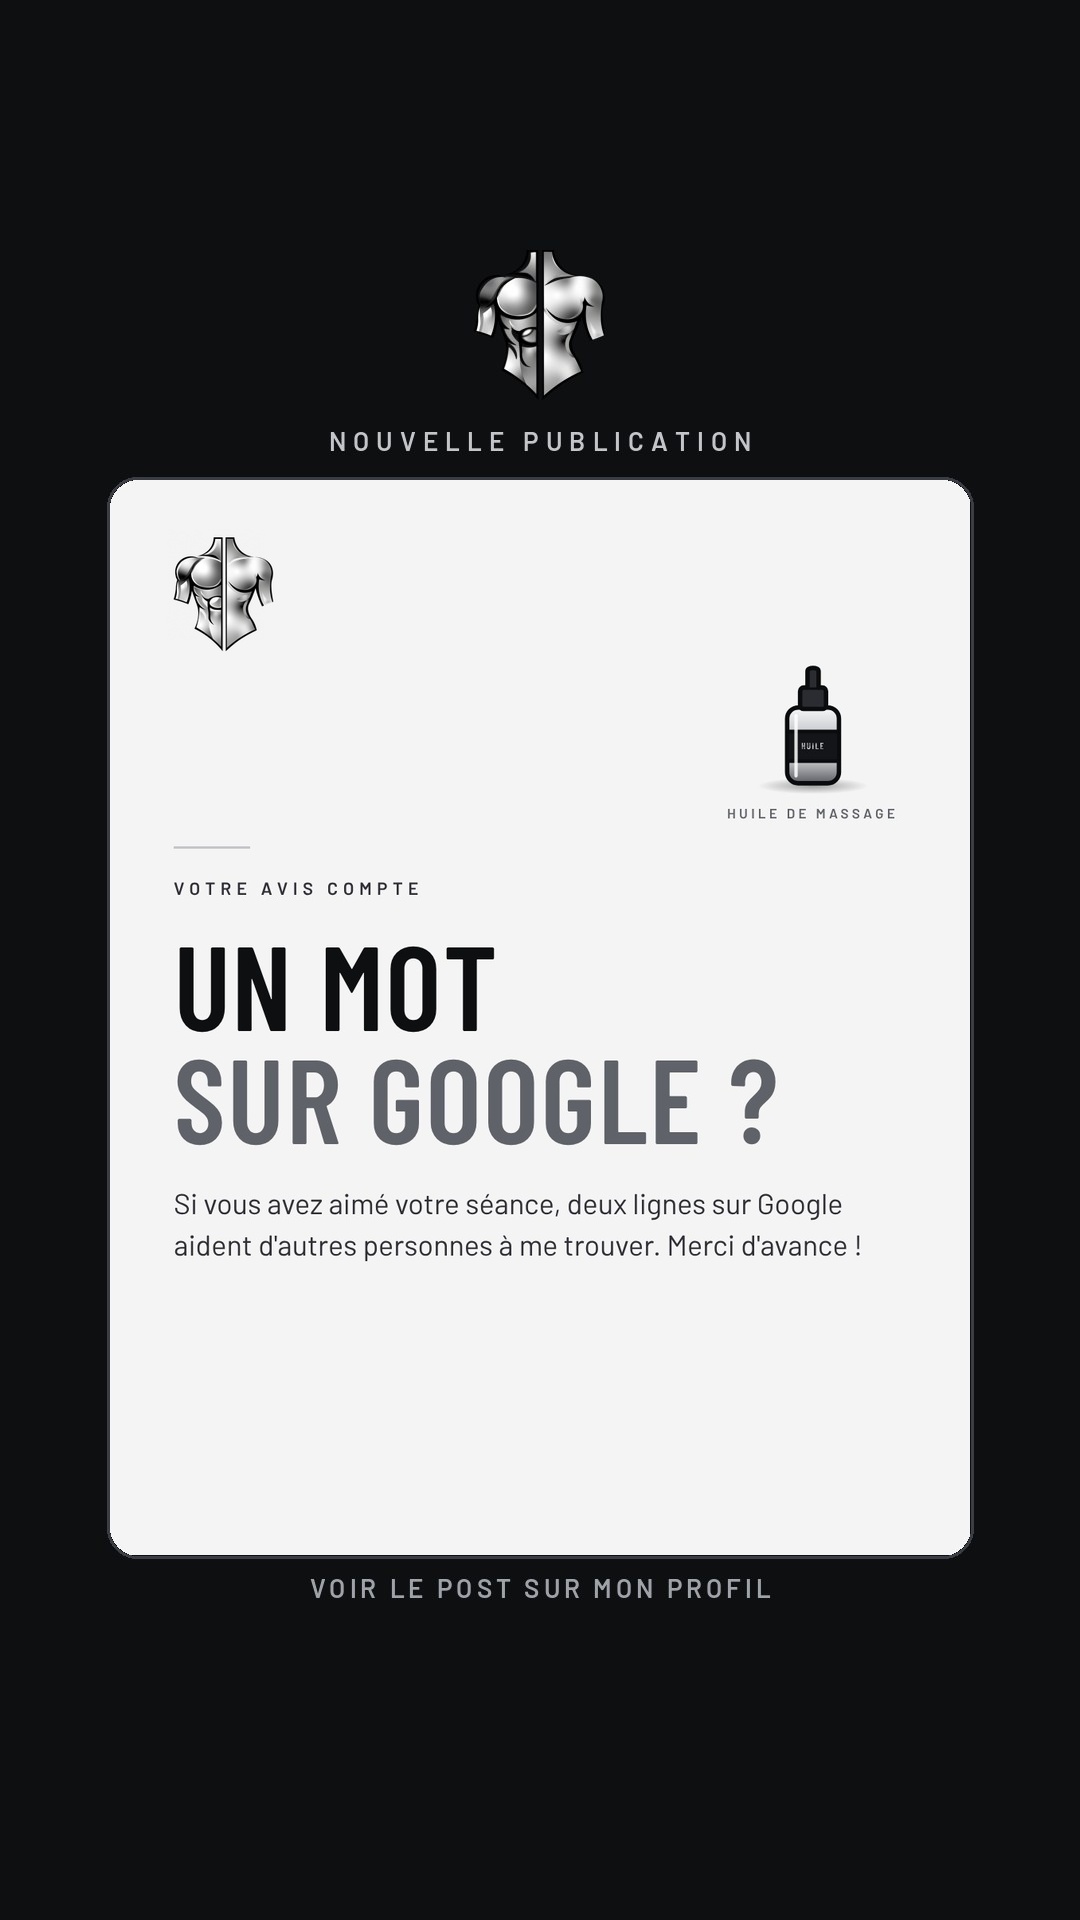 NOUVELLE PUBLICATION
HUILE
HUILE DE MASSAGE
VOTRE AVIS COMPTE
UN MOT
SUR GOOGLE ?
Si vous avez aimé votre séance, deux lignes sur Google
aident d'autres personnes à me trouver. Merci d'avance !
VOIR LE POST SUR MON PROFIL